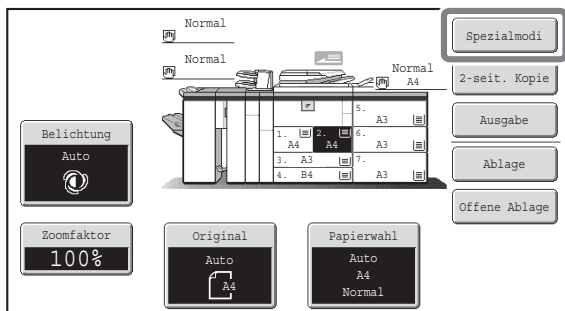 Normal
Normal
Normal
A4
Spezialmodi
2-seit. Kopie
Ausgabe
Ablage
Offene Ablage
5.
A3
1.
A4
2.
A4
6.
A3
3. A3
7.
A3
4. B4
Belichtung
Auto
Zoomfaktor
100%
Original
Auto
A4
Papierwahl
Auto
A4
Normal